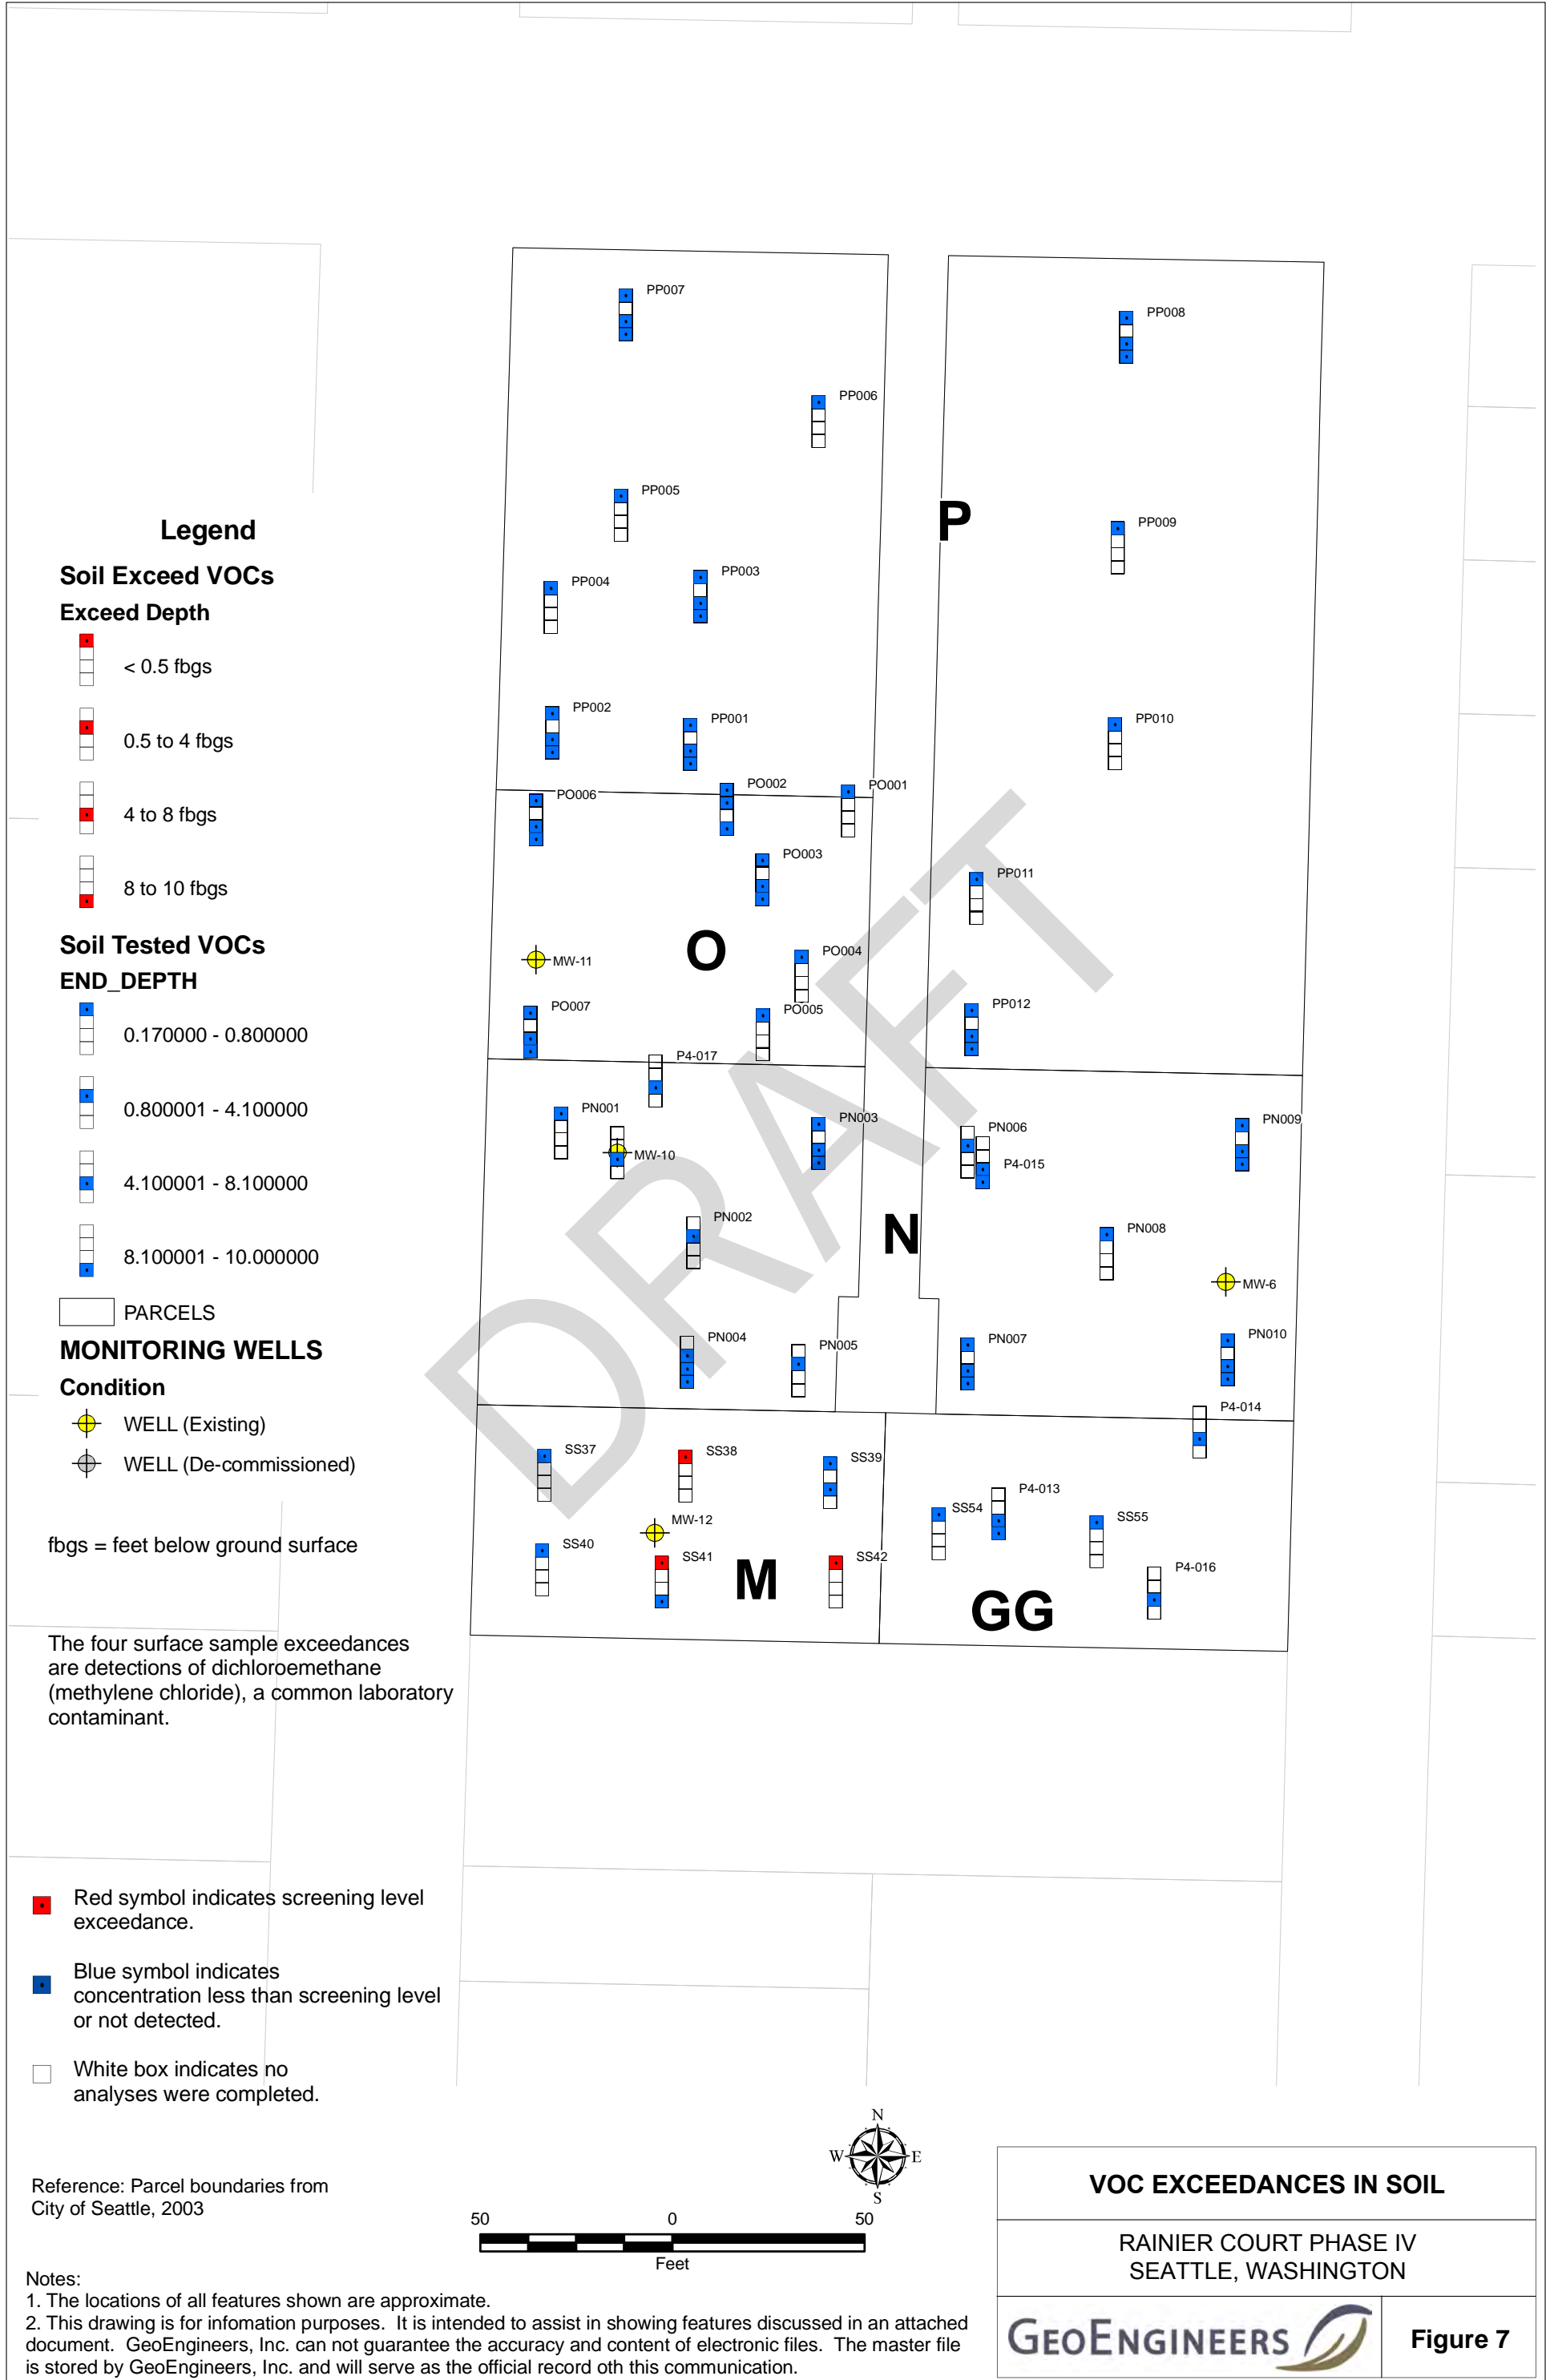 PP007
PP008
PP006
PP005
P
PP009
Legend
Soil Exceed VOCs
Exceed Depth
< 0.5 fbgs
0.5 to 4 fbgs
4 to 8 fbgs
8 to 10 fbgs
Soil Tested VOCs
END_DEPTH
0.170000 - 0.800000
0.800001 - 4.100000
4.100001 - 8.100000
8.100001 - 10.000000
PARCELS
MONITORING WELLS
Condition
WELL (Existing)
WELL (De-commissioned)
fbgs = feet below ground surface
The four surface sample exceedances
are detections of dichloroemethane
(methylene chloride), a common laboratory
contaminant.
Red symbol indicates screening level
exceedance.
Blue symbol indicates
concentration less than screening level
or not detected.
White box indicates no
analyses were completed.
PP004
PP003
PP002
PP001
PP010
PO006
PO002
PO001
PO003
PP011
O
MW-11
PO004
PO007
PO005
PP012
P4-017
PN001
PN003
PN006
PN009
MW-10
P4-015
PN002
N
PN008
MW-6
PN004
PN005
PN007
PN010
P4-014
SS37
SS38
SS39
P4-013
SS54
SS55
MW-12
SS40
SS41
M
SS42
P4-016
GG
DRAFT
N
W
E
S
Reference: Parcel boundaries from
City of Seattle, 2003
50 0 50
Feet
Notes:
1. The locations of all features shown are approximate.
2. This drawing is for infomation purposes. It is intended to assist in showing features discussed in an attached
document. GeoEngineers, Inc. can not guarantee the accuracy and content of electronic files. The master file
is stored by GeoEngineers, Inc. and will serve as the official record oth this communication.
VOC EXCEEDANCES IN SOIL
RAINIER COURT PHASE IV
SEATTLE, WASHINGTON
GEOENGINEERS
Figure 7